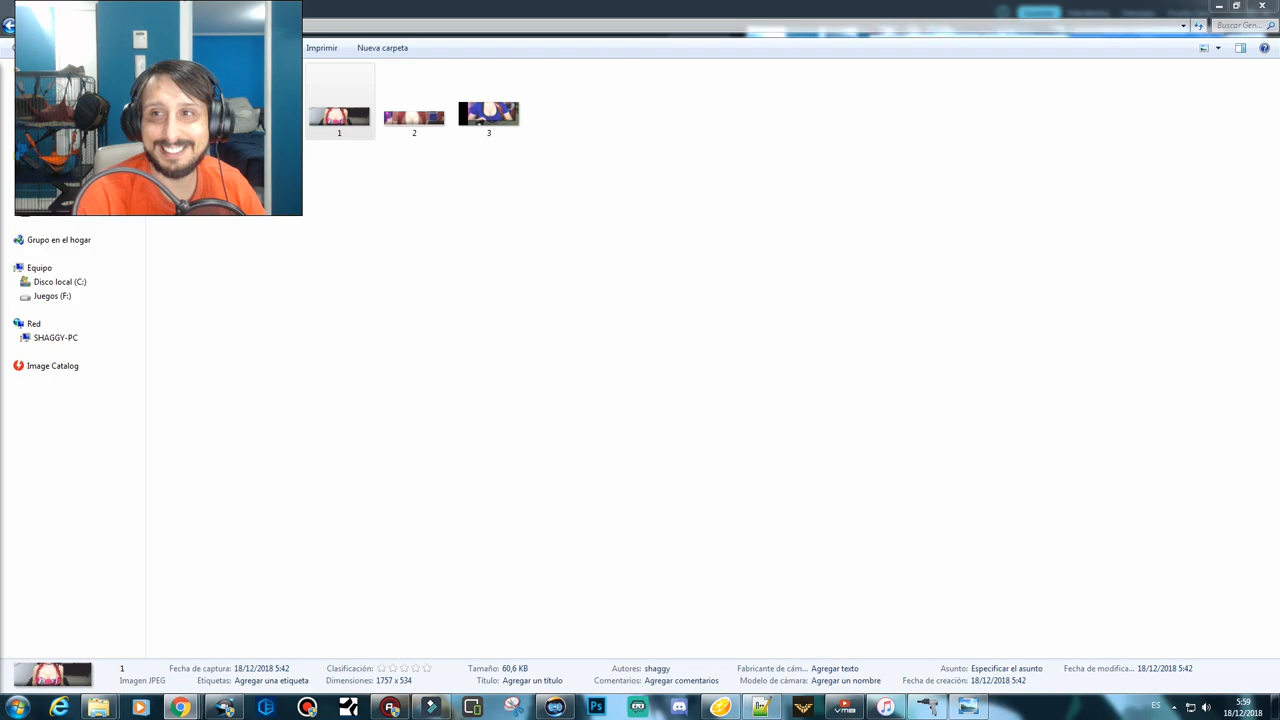 Buscar Gen...
Imprimir
Nueva carpeta
1
2
3
Grupo en el hogar
Equipo
Disco local (C:)
Juegos (F:)
Red
SHAGGY-PC
Image Catalog
1 Fecha de captura: 18/12/2018 5:42 Clasificación: Tamaño: 60,6 KB Autores: shaggy Fabricante de cám... Agregar texto Asunto: Especificar el asunto Fecha de modifica... 18/12/2018 5:42
Imagen JPEG Etiquetas: Agregar una etiqueta Dimensiones: 1757 x 534 Título: Agregar un título Comentarios: Agregar comentarios Modelo de cámara: Agregar un nombre Fecha de creación: 18/12/2018 5:42
Ps
ES
5:59
18/12/2018